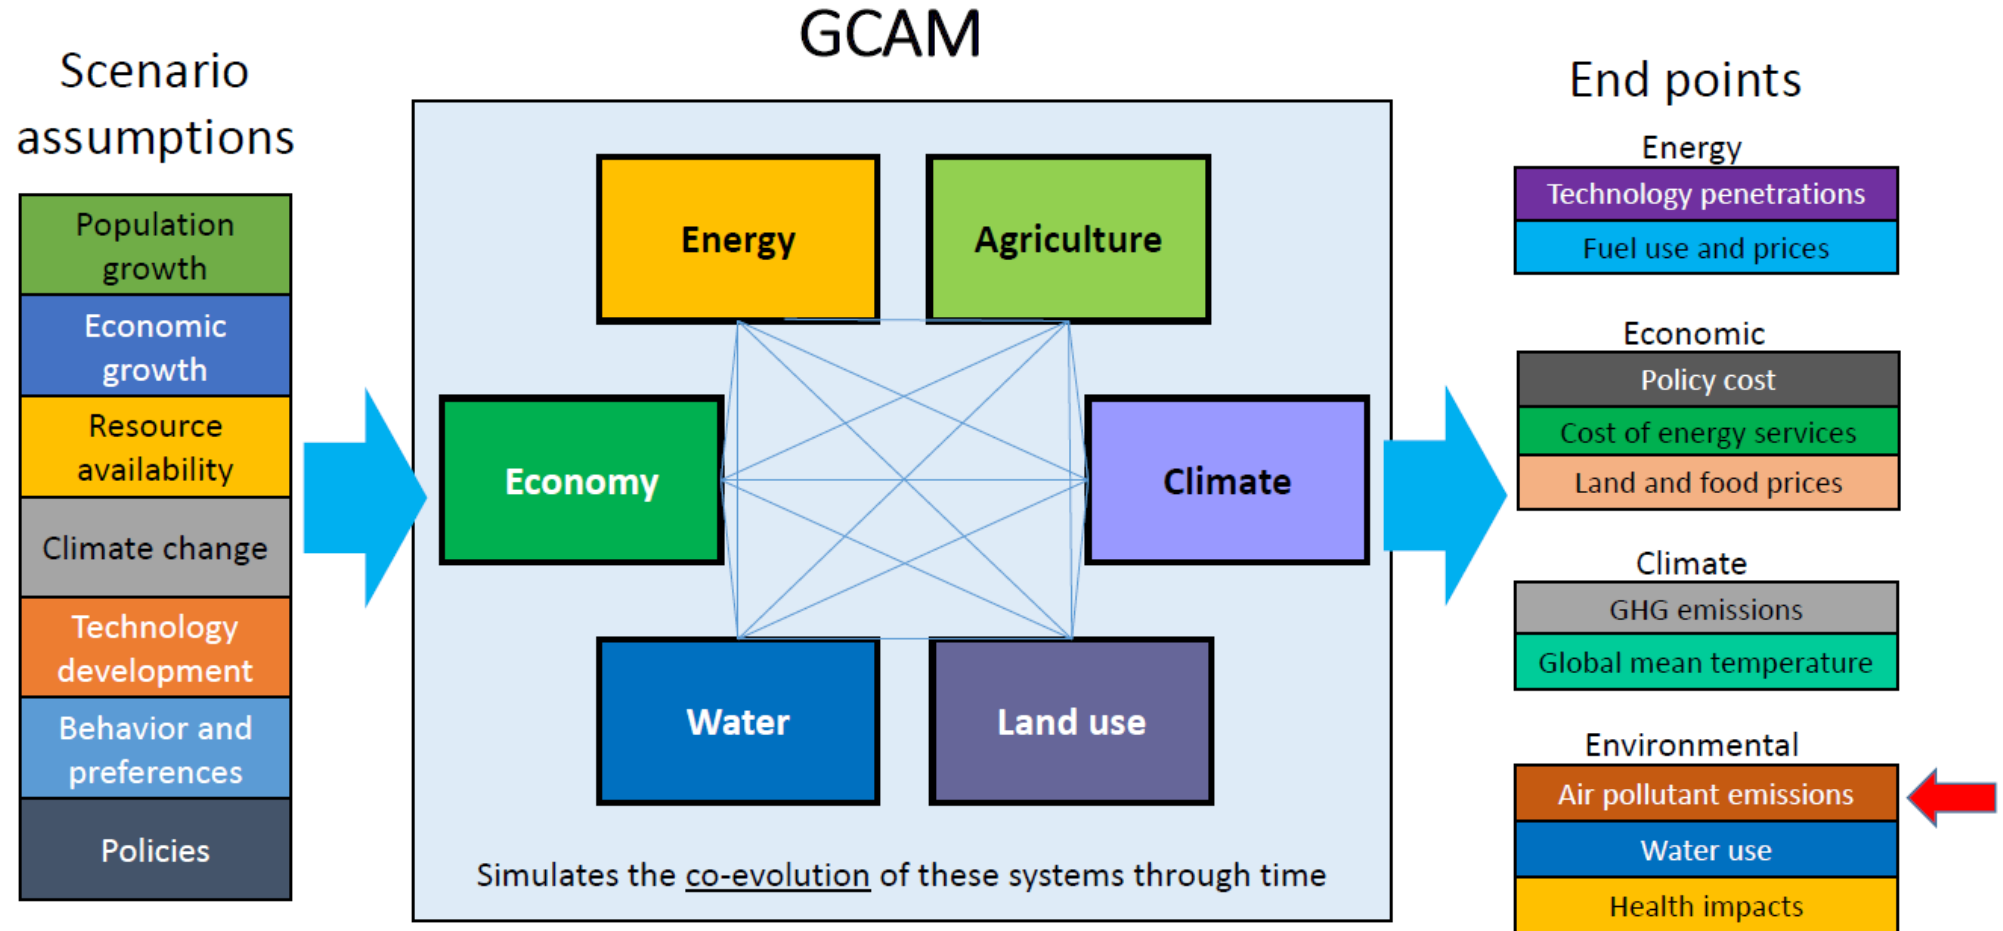 GCAM
Scenario
assumptions
Population
growth
Economic
growth
Resource
availability
Climate change
Technology
development
Behavior and
preferences
Policies
Energy
Agriculture
Economy
Climate
Water
Land use
Simulates the co-evolution of these systems through time
End points
Energy
Technology penetrations
Fuel use and prices
Economic
Policy cost
Cost of energy services
Land and food prices
Climate
GHG emissions
Global mean temperature
Environmental
Air pollutant emissions
Water use
Health impacts